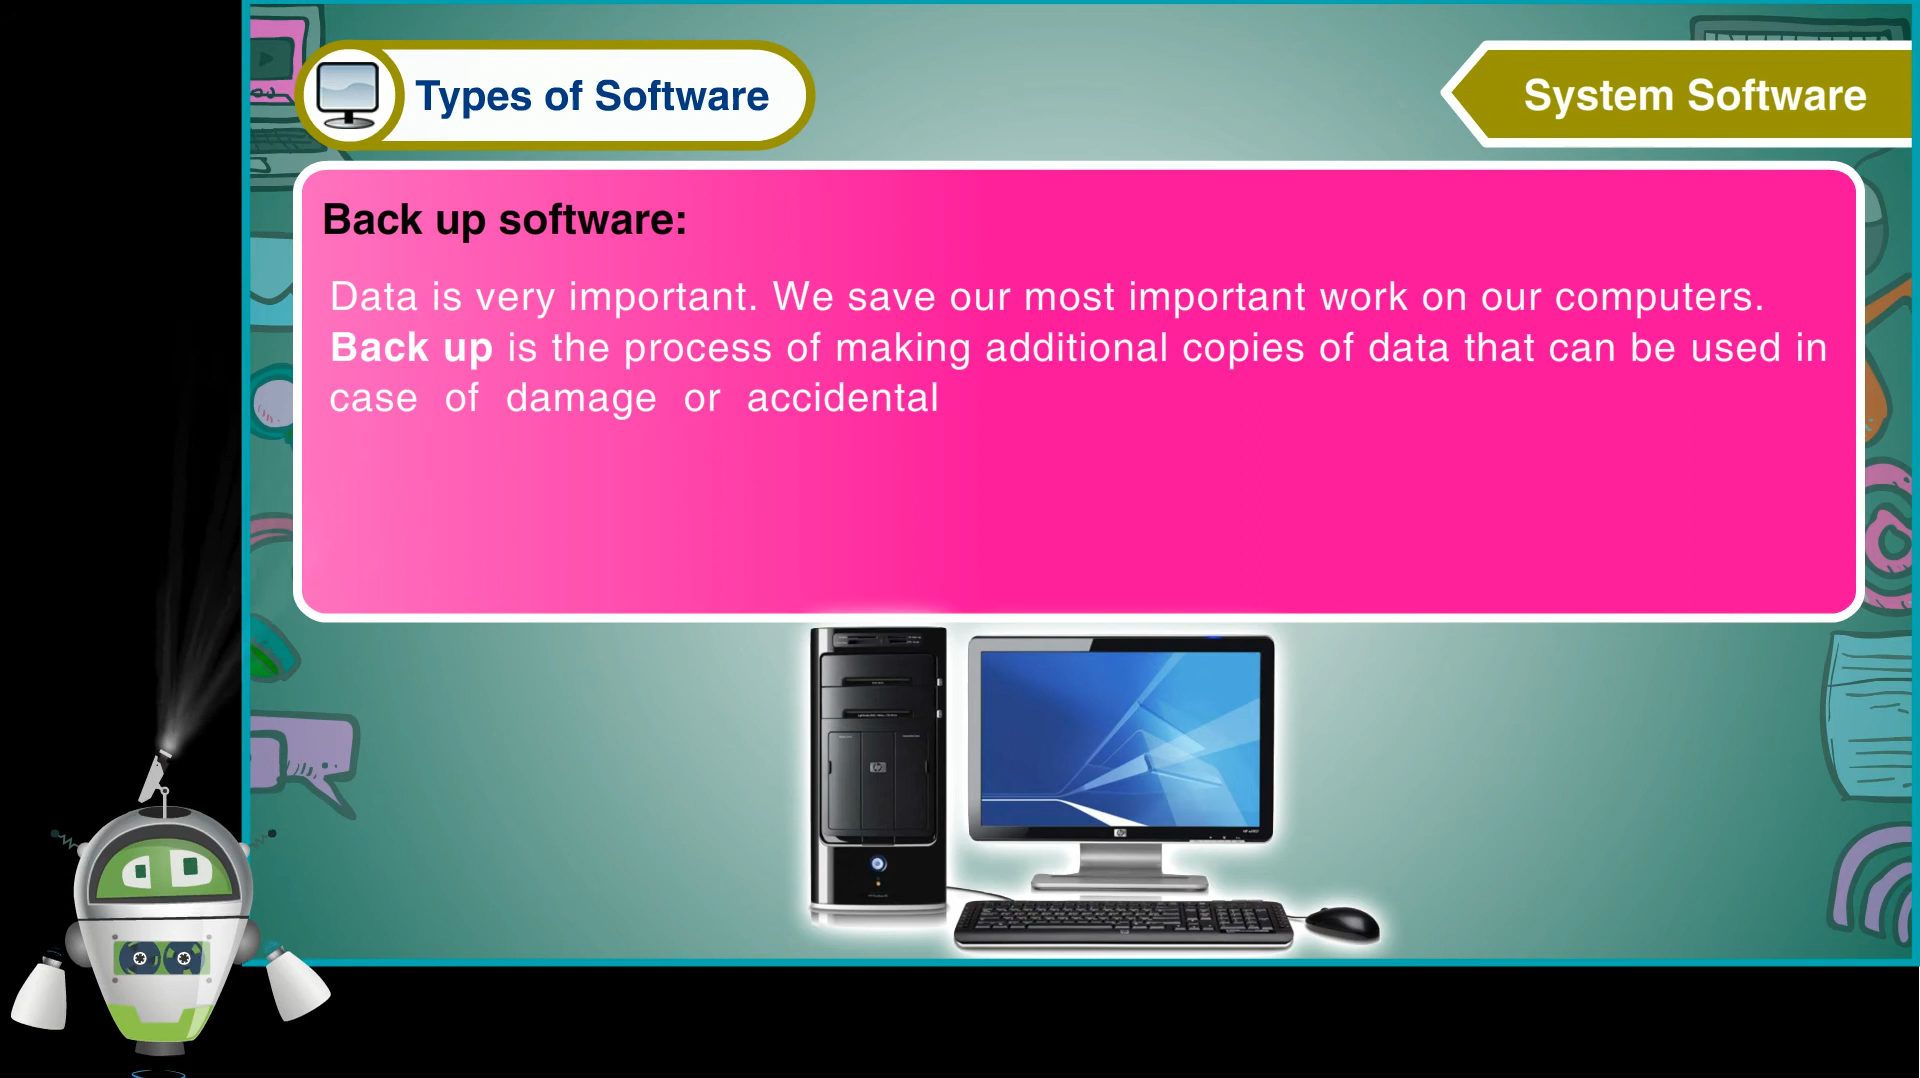 Types of Software
System Software
Back up software:
Data is very important. We save our most important work on our computers.
Back up is the process of making additional copies of data that can be used in
case of damage or accidental